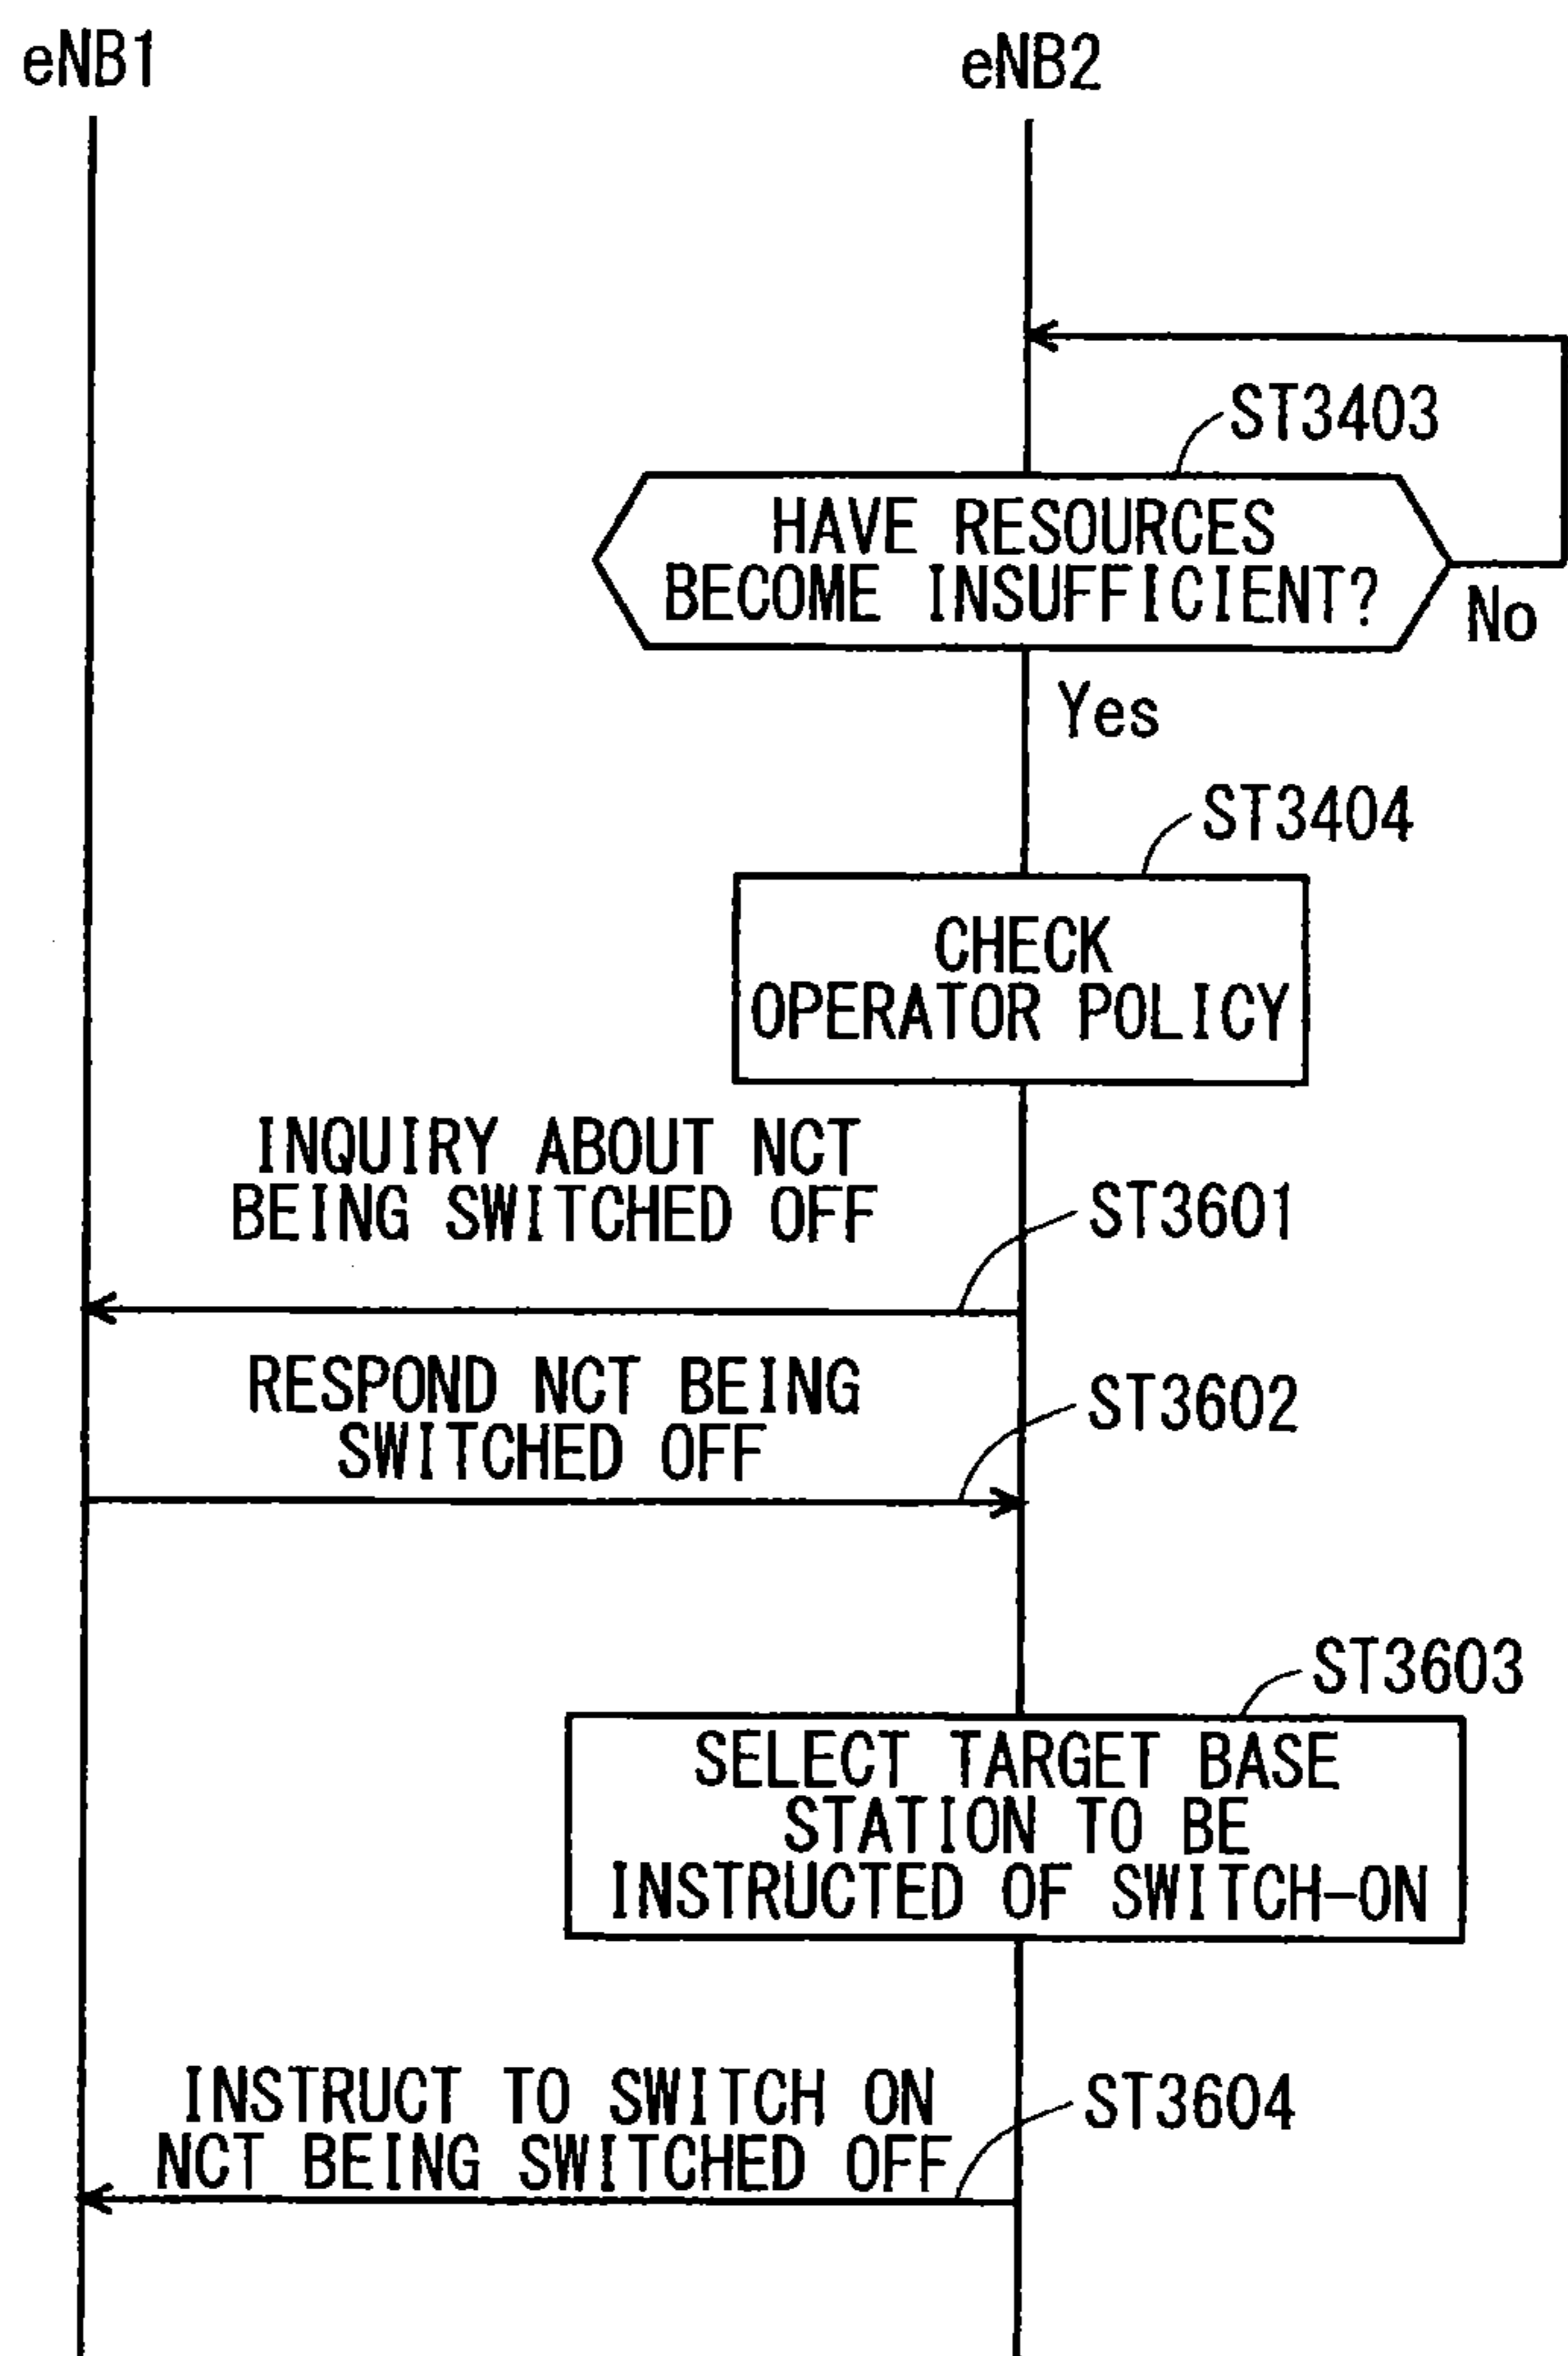 eNB1
eNB2
ST3403
HAVE RESOURCES
BECOME INSUFFICIENT?
No
Yes
ST3404
CHECK
OPERATOR POLICY
INQUIRY ABOUT NCT
BEING SWITCHED OFF
ST3601
RESPOND NCT BEING
SWITCHED OFF
ST3602
ST3603
SELECT TARGET BASE
STATION TO BE
INSTRUCTED OF SWITCH-ON
INSTRUCT TO SWITCH ON
NCT BEING SWITCHED OFF
ST3604